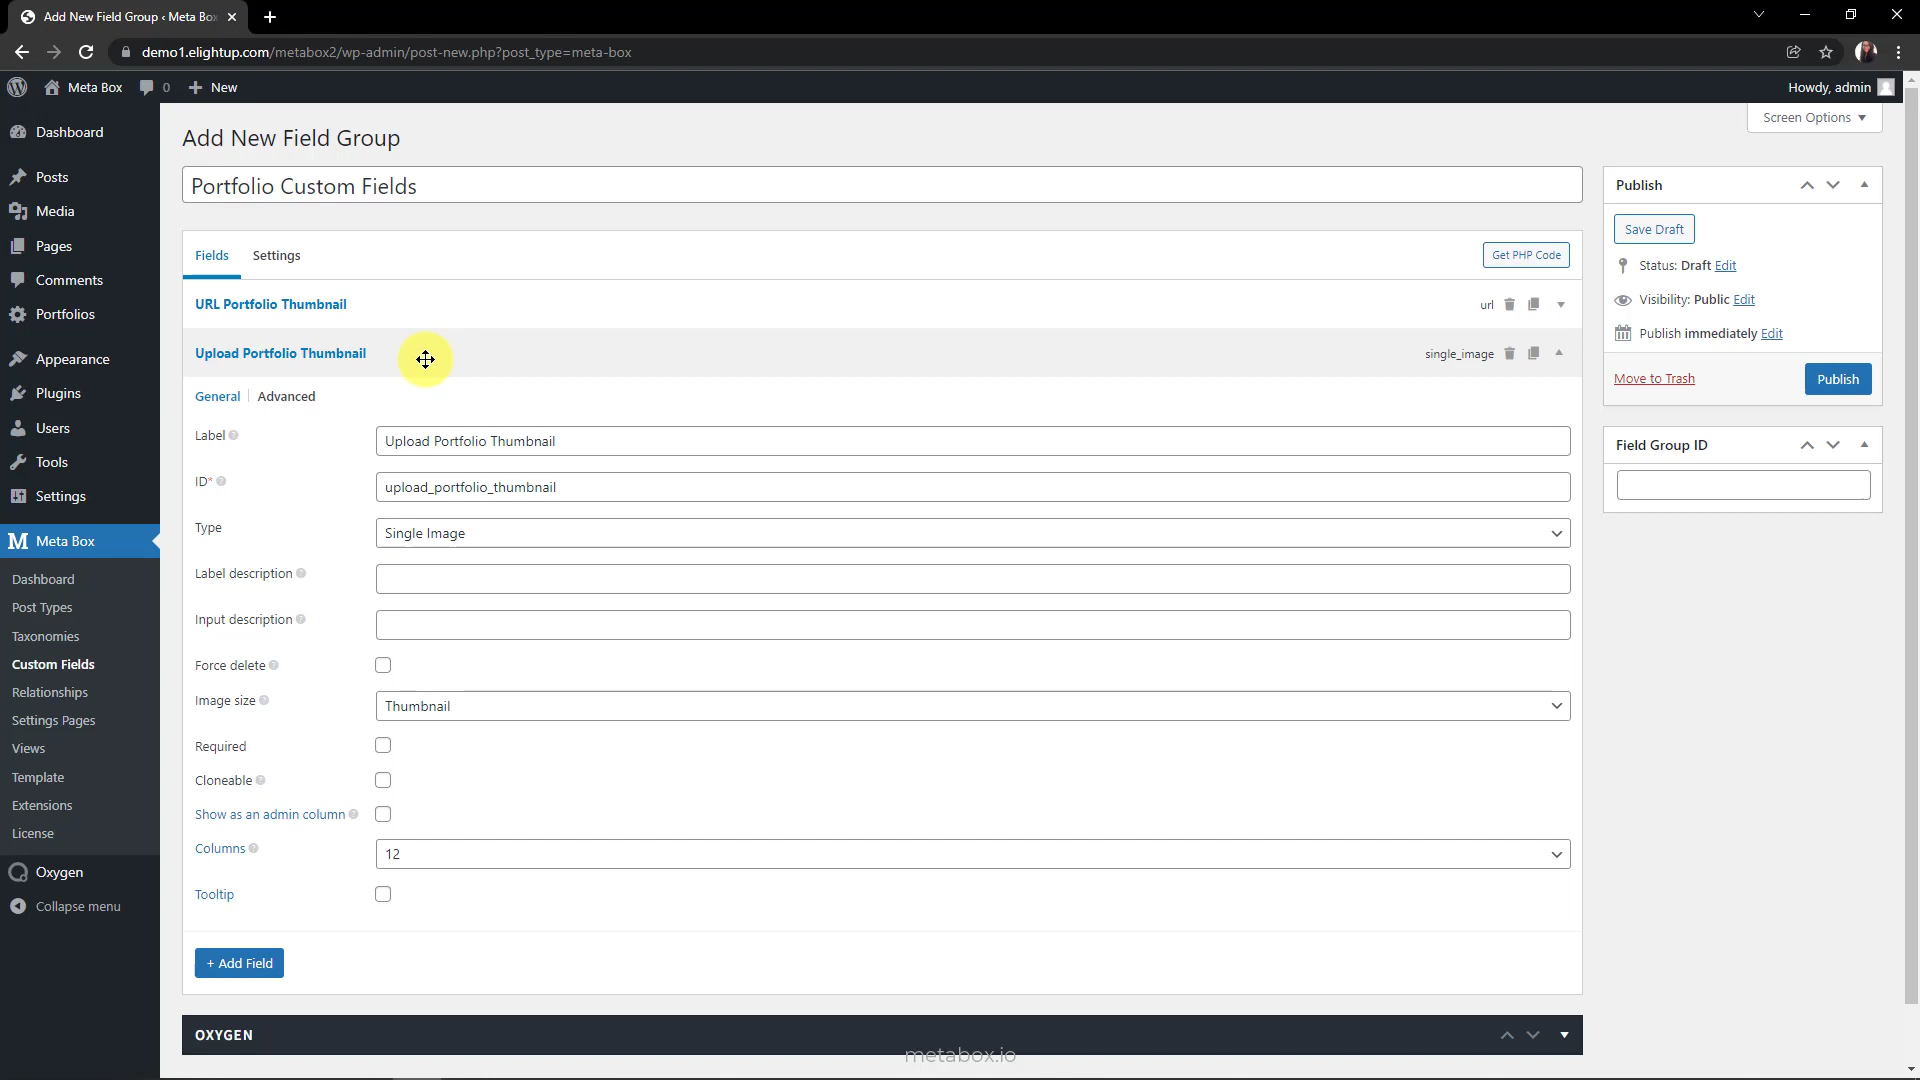 Add New Field Group ‹ Meta Box
demo1.elightup.com/metabox2/wp-admin/post-new.php?post_type=meta-box
Meta Box
0
New
Howdy, admin
Screen Options
Dashboard
Posts
Media
Pages
Comments
Portfolios
Appearance
Plugins
Users
Tools
Settings
Meta Box
Dashboard
Post Types
Taxonomies
Custom Fields
Relationships
Settings Pages
Views
Template
Extensions
License
Oxygen
Collapse menu
Add New Field Group
Portfolio Custom Fields
Fields
Settings
Get PHP Code
URL Portfolio Thumbnail
url
Upload Portfolio Thumbnail
single_image
General
Advanced
Label
Upload Portfolio Thumbnail
ID*
upload_portfolio_thumbnail
Type
Single Image
Label description
Input description
Force delete
Image size
Thumbnail
Required
Cloneable
Show as an admin column
Columns
12
Tooltip
+ Add Field
OXYGEN
Publish
Save Draft
Status: Draft Edit
Visibility: Public Edit
Publish immediately Edit
Move to Trash
Publish
Field Group ID
metabox.io